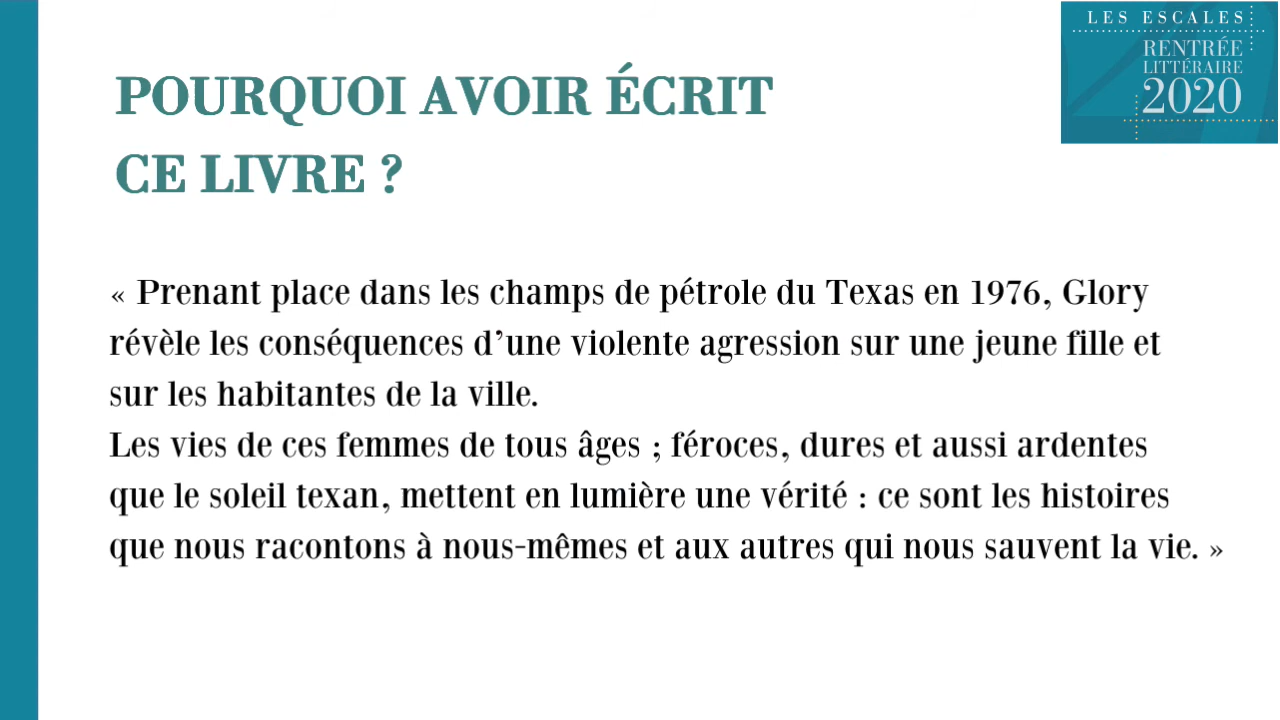 LES ESCALES
RENTRÉE
LITTÉRAIRE
2020
POURQUOI AVOIR ÉCRIT
CE LIVRE ?
« Prenant place dans les champs de pétrole du Texas en 1976, Glory
révèle les conséquences d’une violente agression sur une jeune fille et
sur les habitantes de la ville.
Les vies de ces femmes de tous âges ; féroces, dures et aussi ardentes
que le soleil texan, mettent en lumière une vérité : ce sont les histoires
que nous racontons à nous-mêmes et aux autres qui nous sauvent la vie. »